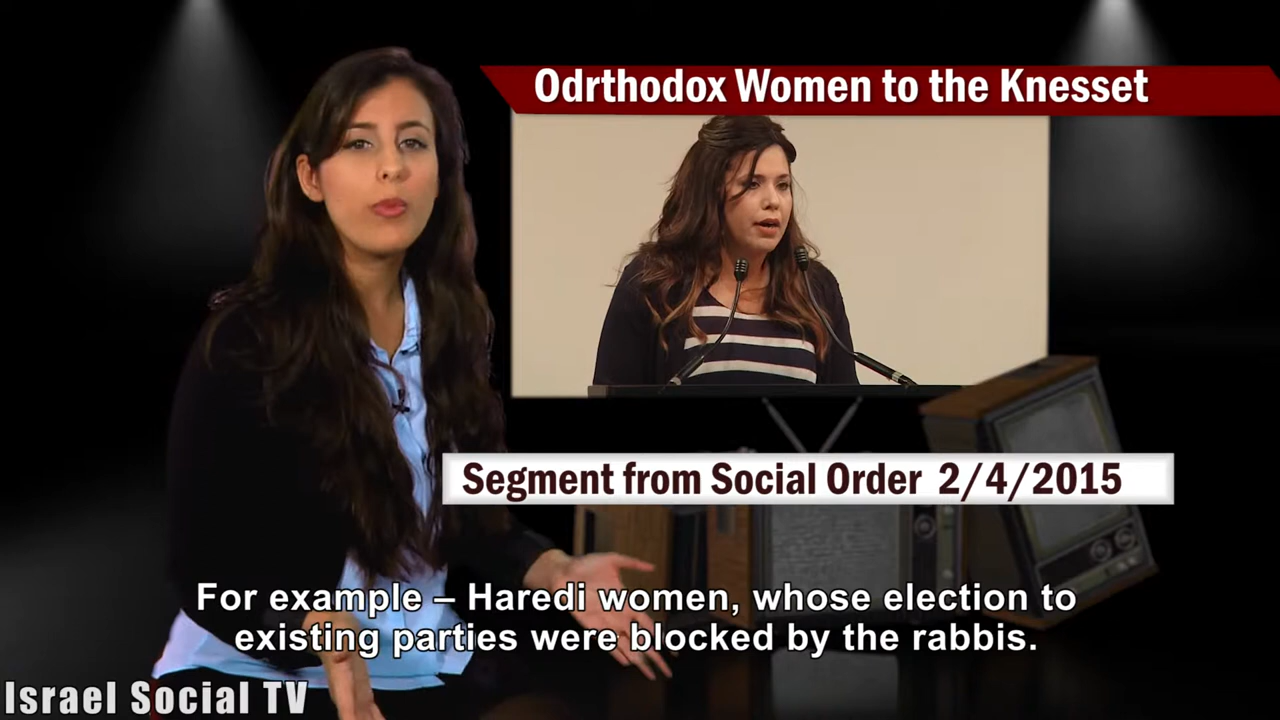 Odrthodox Women to the Knesset
Segment from Social Order 2/4/2015
For example – Haredi women, whose election to
existing parties were blocked by the rabbis.
Israel Social TV